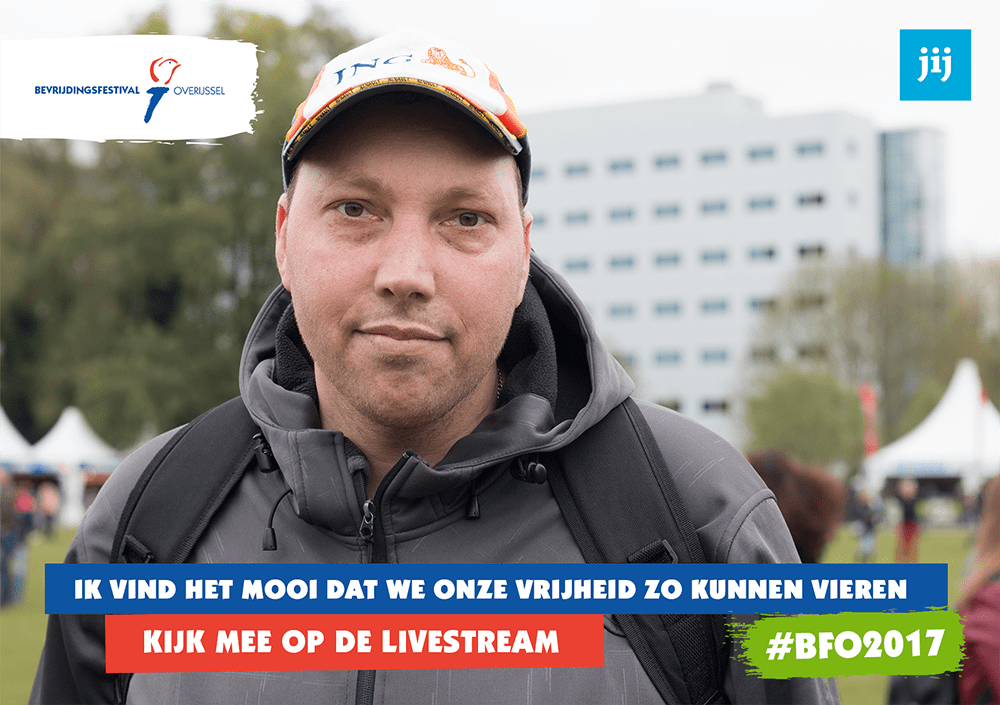 BEVRIJDINGSFESTIVAL OVERIJSSEL
jij
ING
IK VIND HET MOOI DAT WE ONZE VRIJHEID ZO KUNNEN VIEREN
KIJK MEE OP DE LIVESTREAM
#BFO2017